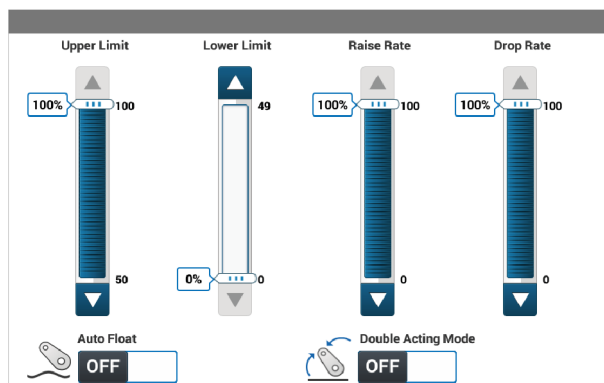 Upper Limit Lower Limit Raise Rate Drop Rate
100% 100 49 100% 100 100% 100
50 0% 0 0 0
Auto Float Double Acting Mode
OFF OFF